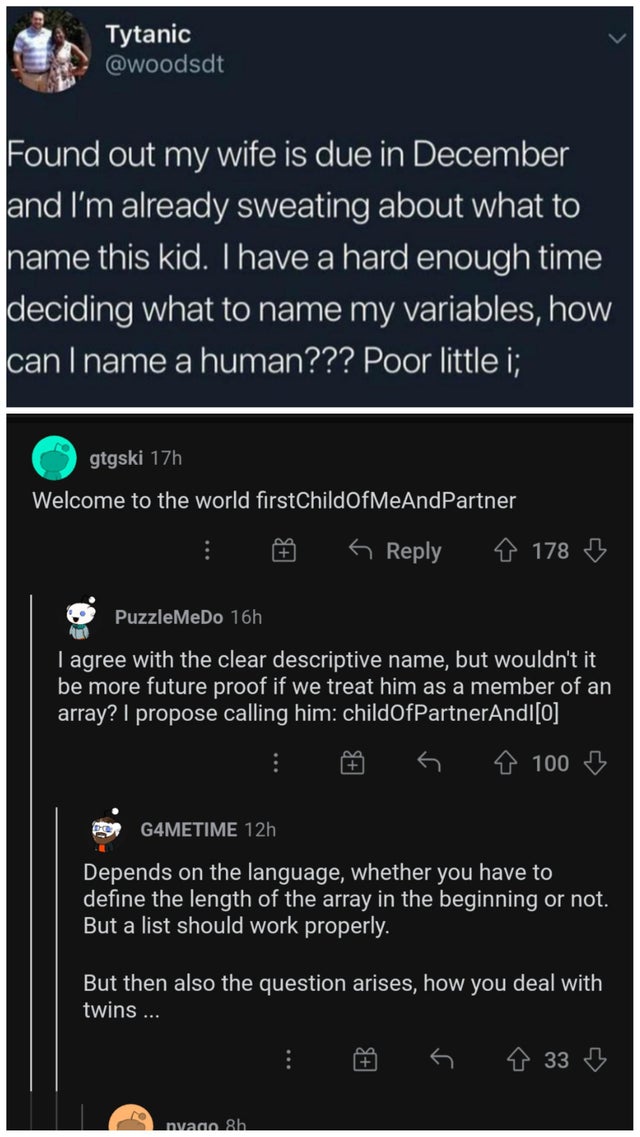 Tytanic
@woodsdt
Found out my wife is due in December
and I'm already sweating about what to
name this kid. I have a hard enough time
deciding what to name my variables, how
can I name a human??? Poor little i;
gtgski 17h
Welcome to the world firstChildOfMeAndPartner
Reply 178
PuzzleMeDo 16h
I agree with the clear descriptive name, but wouldn't it
be more future proof if we treat him as a member of an
array? I propose calling him: childOfPartnerAndI[0]
100
G4METIME 12h
Depends on the language, whether you have to
define the length of the array in the beginning or not.
But a list should work properly.
But then also the question arises, how you deal with
twins ...
33
nyago 8h